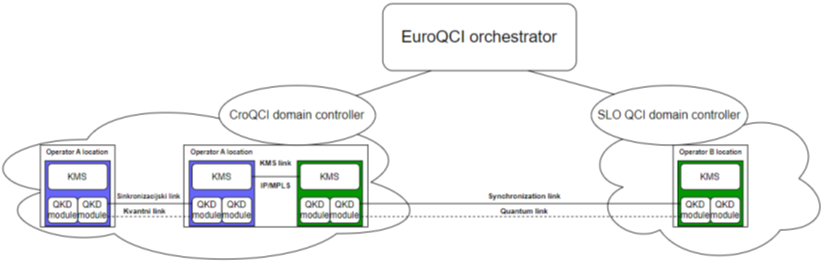 EuroQCI orchestrator
CroQCI domain controller
SLO QCI domain controller
Operator A location
Operator A location
Operator B location
KMS link
KMS
KMS
KMS
KMS
IP/MPLS
Sinkronizacijski link
Synchronization link
QKD QKD
module module
QKD QKD
module module
QKD QKD
module module
QKD QKD
module module
Kvantni link
Quantum link